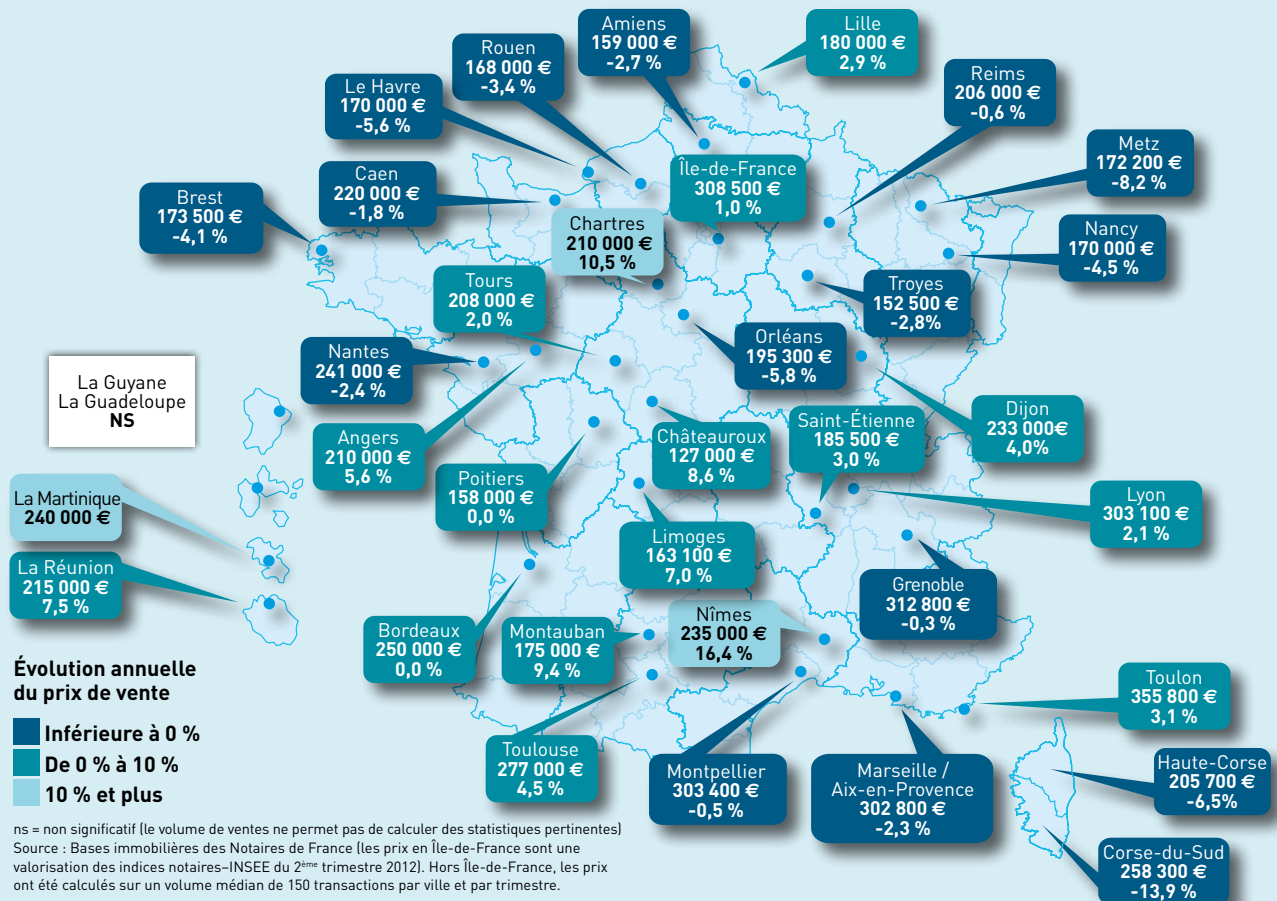 Amiens
159 000 €
-2,7 %
Lille
180 000 €
2,9 %
Rouen
168 000 €
-3,4 %
Reims
206 000 €
-0,6 %
Le Havre
170 000 €
-5,6 %
Metz
172 200 €
-8,2 %
Île-de-France
308 500 €
1,0 %
Caen
220 000 €
-1,8 %
Brest
173 500 €
-4,1 %
Chartres
210 000 €
10,5 %
Nancy
170 000 €
-4,5 %
Tours
208 000 €
2,0 %
Troyes
152 500 €
-2,8%
Orléans
195 300 €
-5,8 %
Nantes
241 000 €
-2,4 %
La Guyane
La Guadeloupe
NS
Dijon
233 000€
4,0%
Saint-Étienne
185 500 €
3,0 %
Angers
210 000 €
5,6 %
Châteauroux
127 000 €
8,6 %
Poitiers
158 000 €
0,0 %
La Martinique
240 000 €
Lyon
303 100 €
2,1 %
Limoges
163 100 €
7,0 %
La Réunion
215 000 €
7,5 %
Grenoble
312 800 €
-0,3 %
Nîmes
235 000 €
16,4 %
Bordeaux
250 000 €
0,0 %
Montauban
175 000 €
9,4 %
Toulon
355 800 €
3,1 %
Toulouse
277 000 €
4,5 %
Montpellier
303 400 €
-0,5 %
Marseille /
Aix-en-Provence
302 800 €
-2,3 %
Haute-Corse
205 700 €
-6,5%
Corse-du-Sud
258 300 €
-13,9 %
Évolution annuelle
du prix de vente
Inférieure à 0 %
De 0 % à 10 %
10 % et plus
ns = non significatif (le volume de ventes ne permet pas de calculer des statistiques pertinentes)
Source : Bases immobilières des Notaires de France (les prix en Île-de-France sont une
valorisation des indices notaires–INSEE du 2ème trimestre 2012). Hors Île-de-France, les prix
ont été calculés sur un volume médian de 150 transactions par ville et par trimestre.